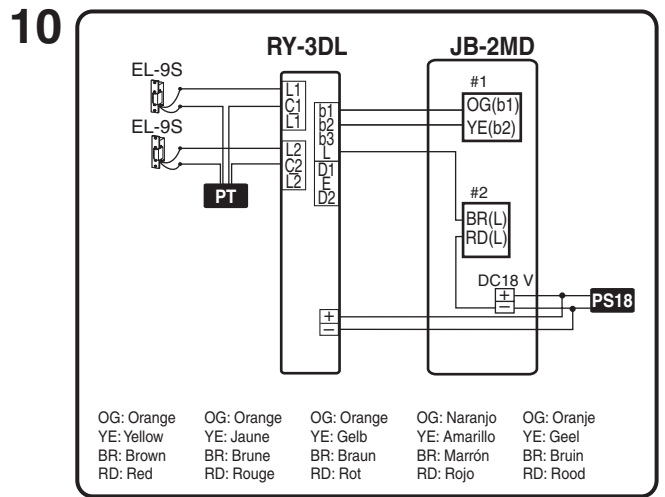 10
RY-3DL
JB-2MD
EL-9S
EL-9S
PT
L1
C1
L1
L2
C2
L2
b1
b2
b3
L
D1
E
D2
+
−
#1
OG(b1)
YE(b2)
#2
BR(L)
RD(L)
DC18 V
+
−
PS18
OG: Orange
YE: Yellow
BR: Brown
RD: Red
OG: Orange
YE: Jaune
BR: Brune
RD: Rouge
OG: Orange
YE: Gelb
BR: Braun
RD: Rot
OG: Naranjo
YE: Amarillo
BR: Marrón
RD: Rojo
OG: Oranje
YE: Geel
BR: Bruin
RD: Rood